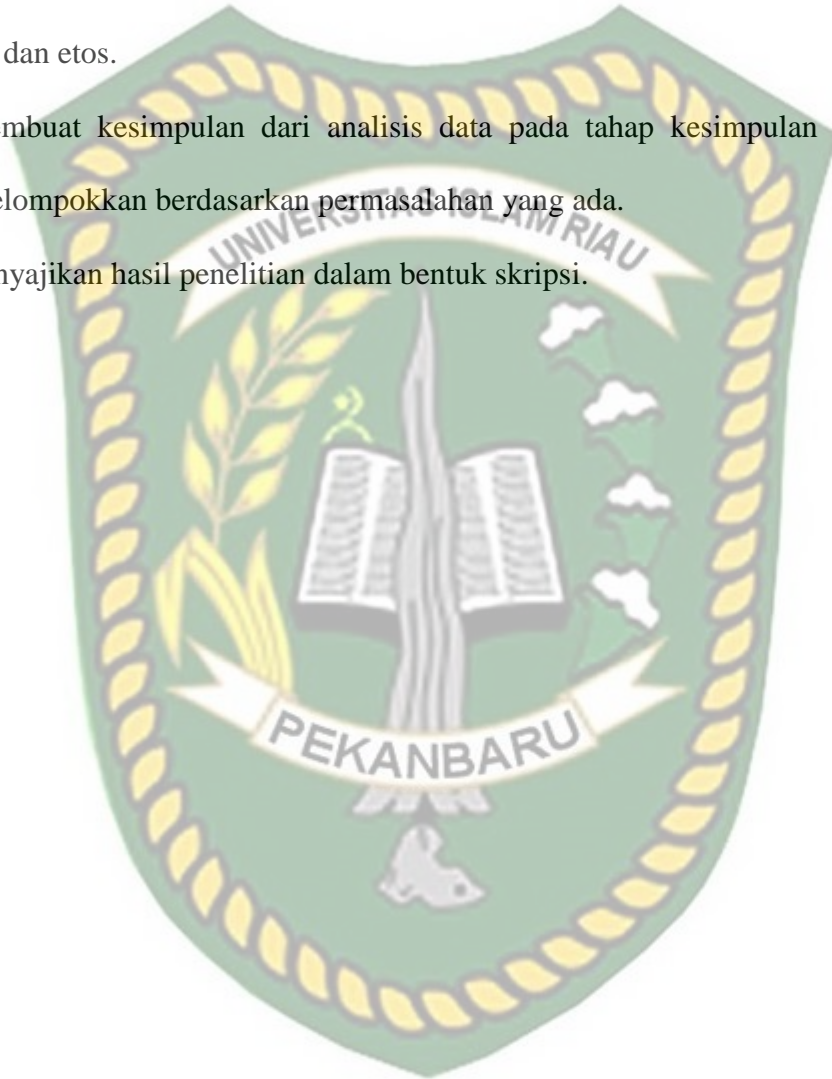 dan etos.
embuat kesimpulan dari analisis data pada tahap kesimpulan
elompokkan berdasarkan permasalahan yang ada.
nyajikan hasil penelitian dalam bentuk skripsi.
UNIVERSITAS ISLAM RIAU
PEKANBARU